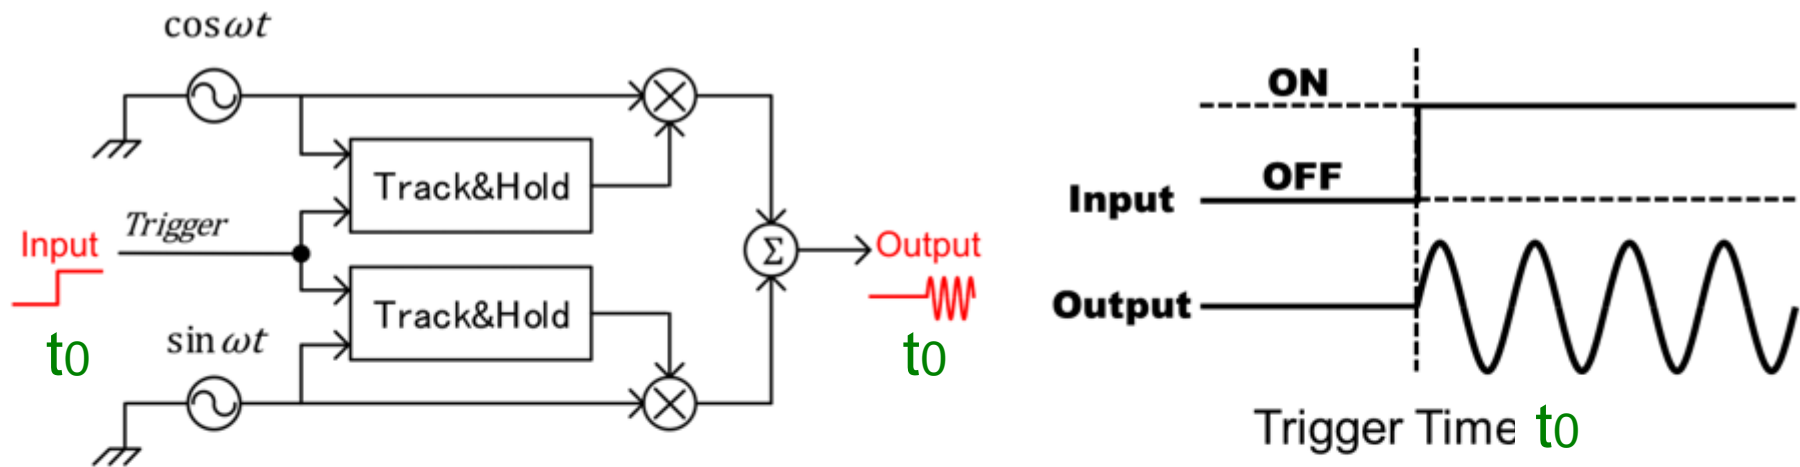 cosωt
Track&Hold
Trigger
Input
t0
Track&Hold
sinωt
Σ
Output
t0
ON
OFF
Input
Output
Trigger Time t0